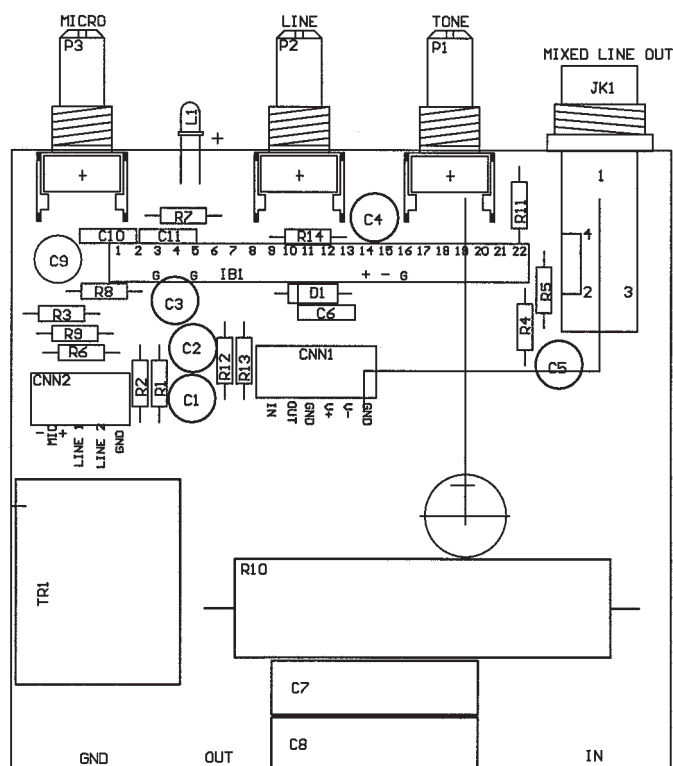 MICRO LINE TONE
P3 P2 P1
MIXED LINE OUT
JK1
L1 +
+ + +
1
R7 C4 R11
C10 C11 R14
4
1 2 3 4 5 6 7 8 9 10 11 12 13 14 15 16 17 18 19 20 21 22
C9
G G IB1 + - G
R8 D1 R5 2 3
C3
R3 C6 R4
R9
C2
R6 R12 R13 CNN1 C5
CNN2 R2 R1
C1
IN OUT GND V+ V- GND
- MIC + LINE 1 LINE 2 GND
R10
TR1
C7
C8
GND OUT IN